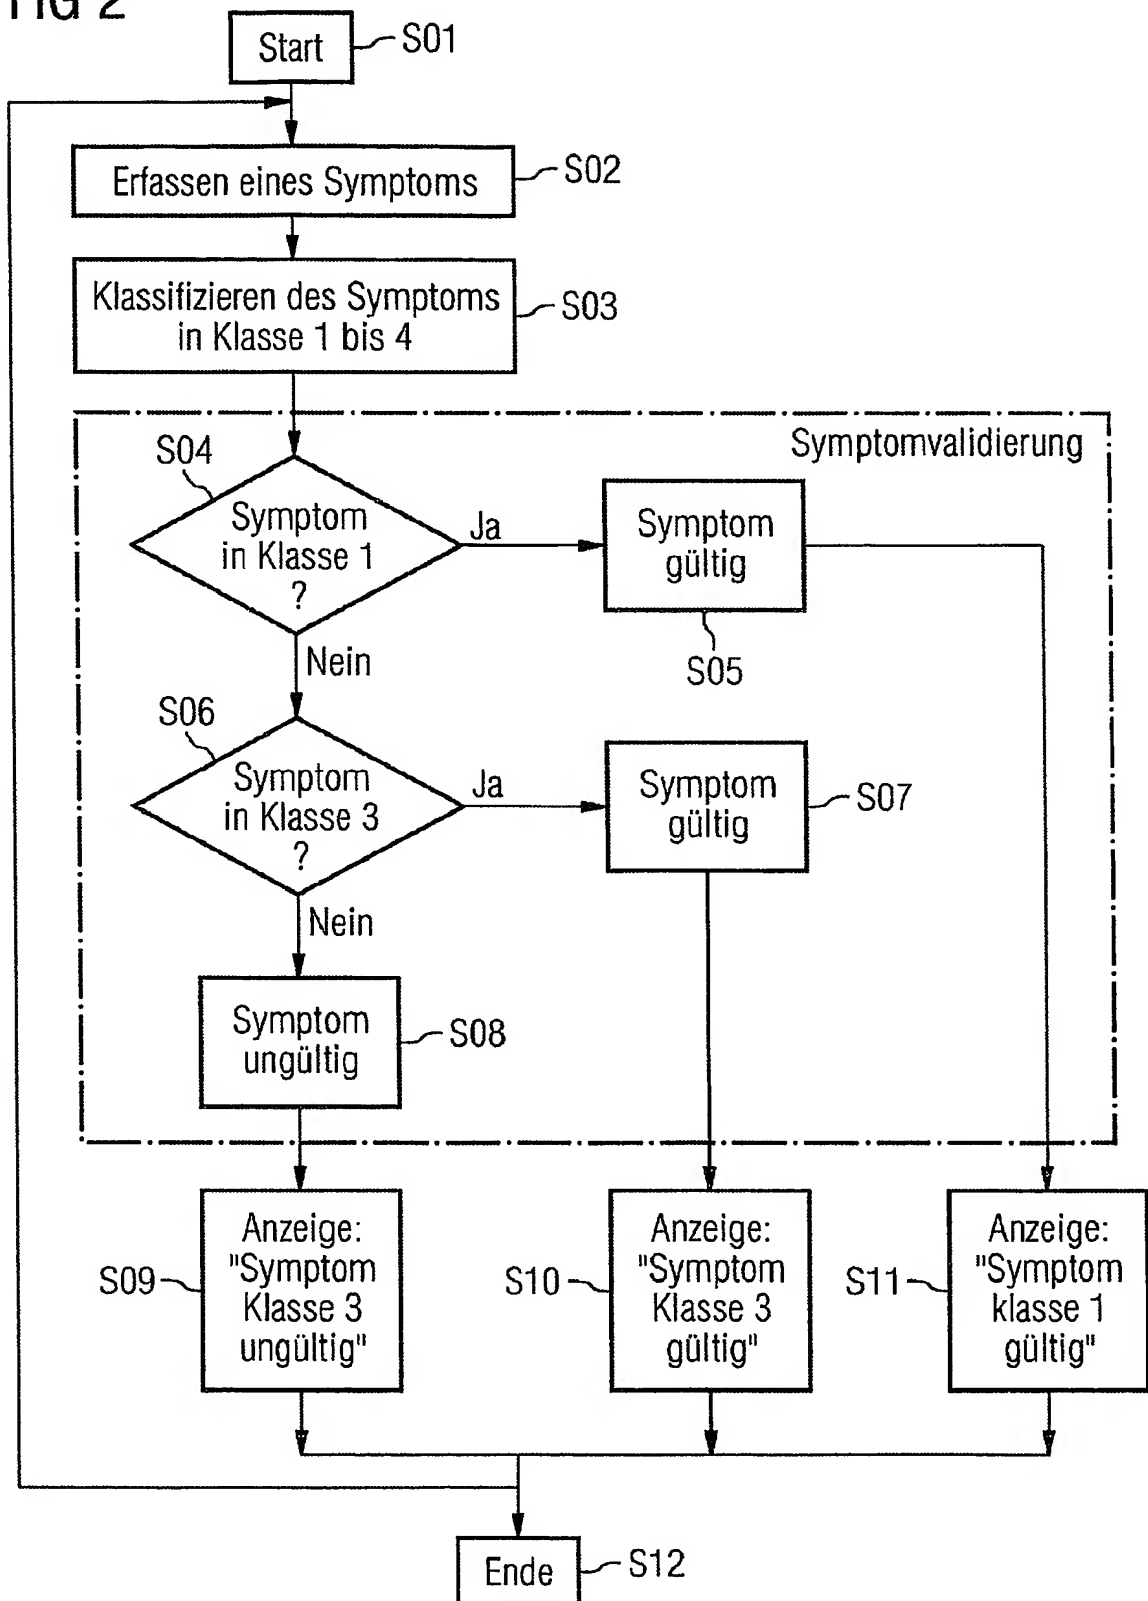 FIG 2
Start
S01
Erfassen eines Symptoms
S02
Klassifizieren des Symptoms
in Klasse 1 bis 4
S03
Symptomvalidierung
S04
Symptom
in Klasse 1
?
Ja
Symptom
gültig
S05
Nein
S06
Symptom
in Klasse 3
?
Ja
Symptom
gültig
S07
Nein
Symptom
ungültig
S08
S09
Anzeige:
"Symptom
Klasse 3
ungültig"
S10
Anzeige:
"Symptom
Klasse 3
gültig"
S11
Anzeige:
"Symptom
klasse 1
gültig"
Ende
S12